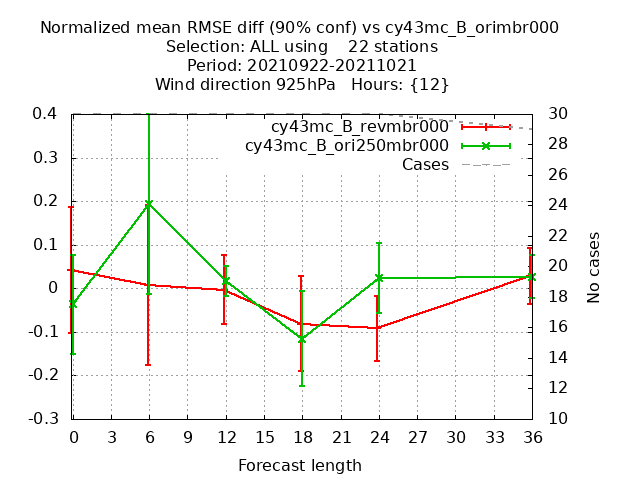 Normalized mean RMSE diff (90% conf) vs cy43mc_B_orimbr000
Selection: ALL using    22 stations
Period: 20210922-20211021
Wind direction 925hPa   Hours: {12}
0.4
0.3
0.2
0.1
0
-0.1
-0.2
-0.3
cy43mc_B_revmbr000
cy43mc_B_ori250mbr000
Cases
30
28
26
24
22
20
18
16
14
12
10
No cases
0 3 6 9 12 15 18 21 24 27 30 33 36
Forecast length